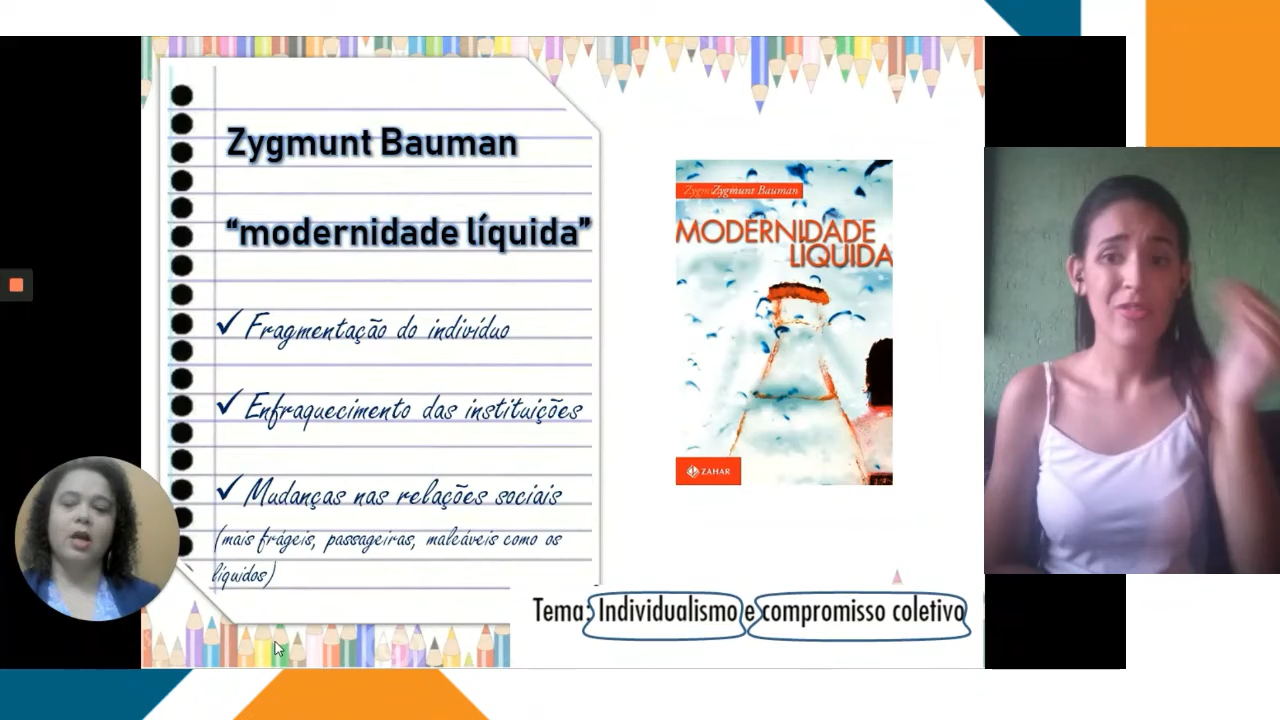 Zygmunt Bauman
“modernidade líquida”
✓ Fragmentação do indivíduo
✓ Enfraquecimento das instituições
✓ Mudanças nas relações sociais
(mais frágeis, passageiras, maleáveis como os
líquidos)
Zygmunt Bauman
MODERNIDADE
LÍQUIDA
ZAHAR
Tema: Individualismo e compromisso coletivo